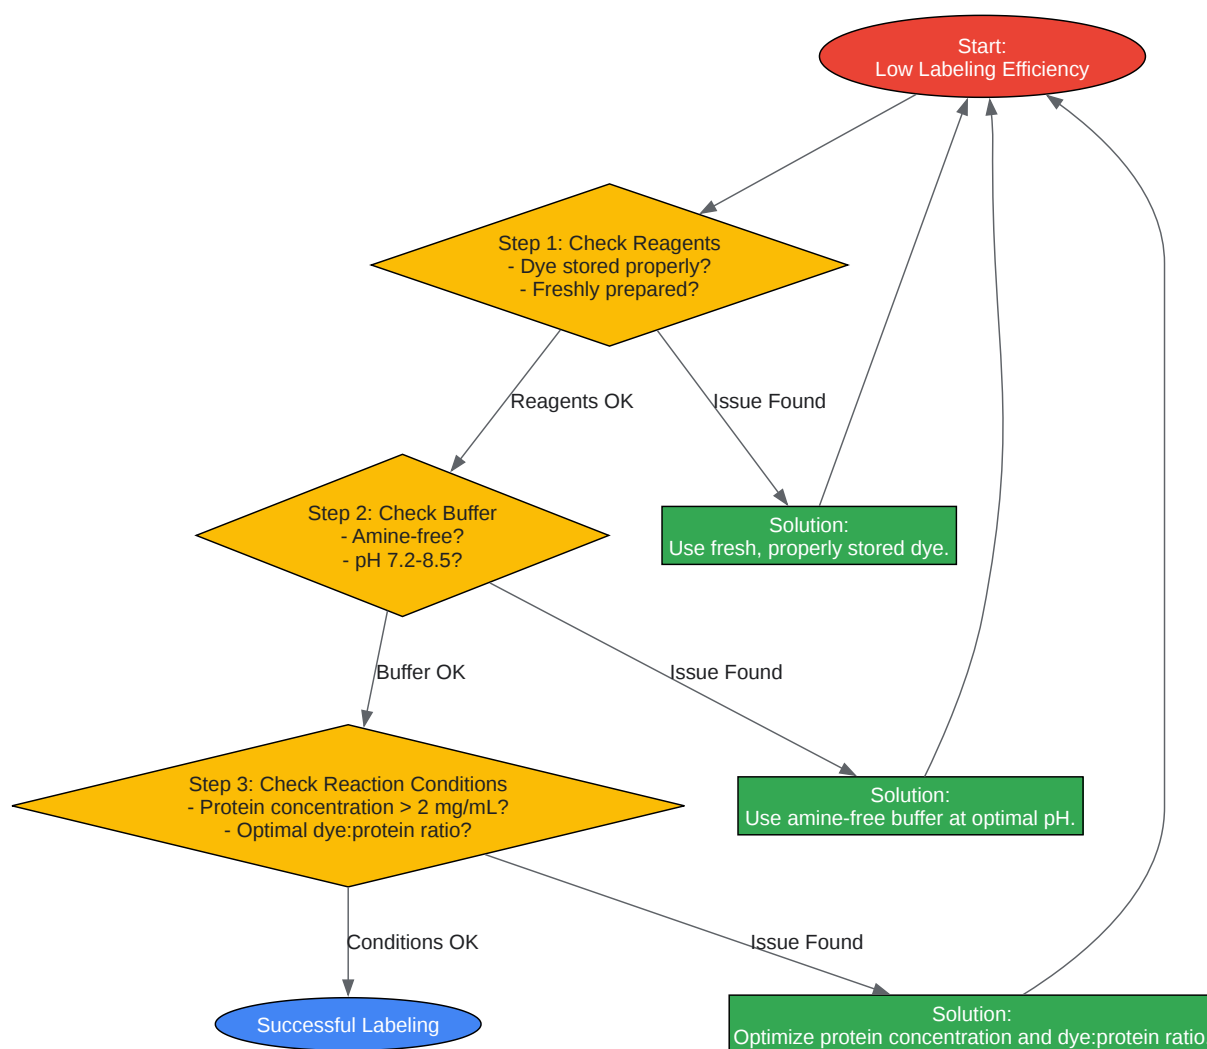 Start:
Low Labeling Efficiency
Step 1: Check Reagents
- Dye stored properly?
- Freshly prepared?
Reagents OK
Issue Found
Step 2: Check Buffer
- Amine-free?
- pH 7.2-8.5?
Solution:
Use fresh, properly stored dye.
Buffer OK
Issue Found
Step 3: Check Reaction Conditions
- Protein concentration > 2 mg/mL?
- Optimal dye:protein ratio?
Solution:
Use amine-free buffer at optimal pH.
Conditions OK
Issue Found
Successful Labeling
Solution:
Optimize protein concentration and dye:protein ratio